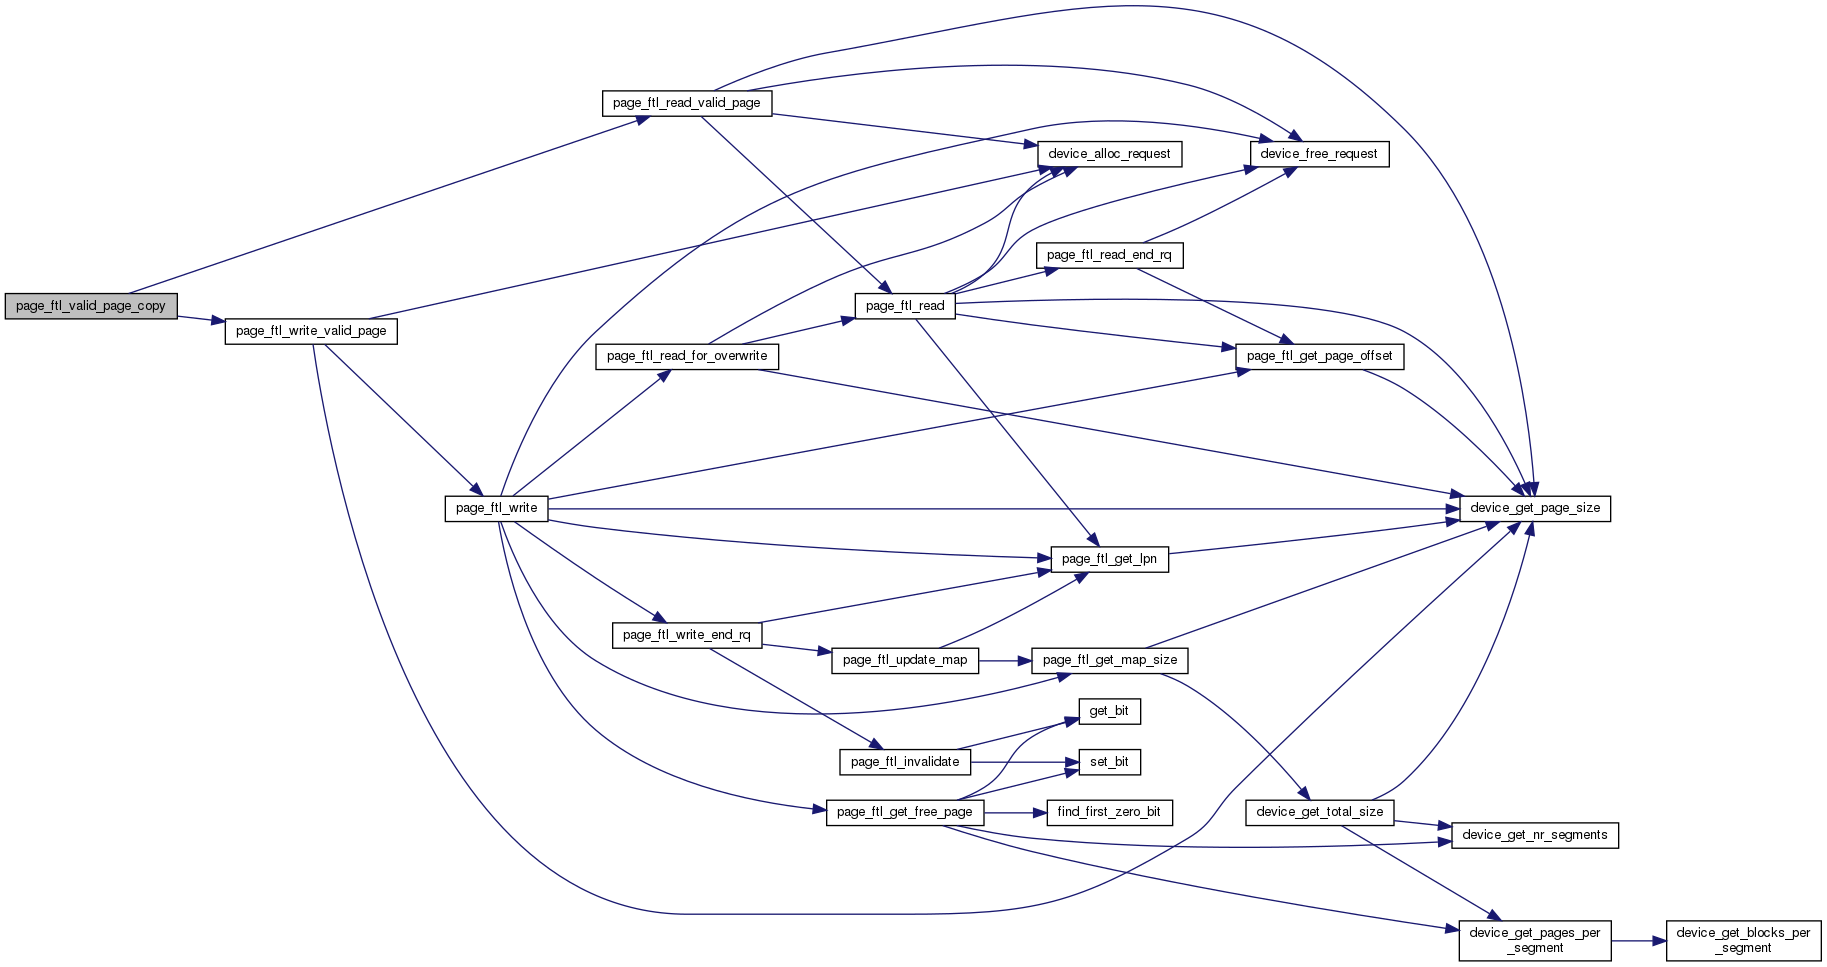 page_ftl_read_valid_page
device_alloc_request
device_free_request
page_ftl_read_end_rq
page_ftl_valid_page_copy
page_ftl_read
page_ftl_write_valid_page
page_ftl_read_for_overwrite
page_ftl_get_page_offset
page_ftl_write
device_get_page_size
page_ftl_get_lpn
page_ftl_write_end_rq
page_ftl_update_map
page_ftl_get_map_size
get_bit
page_ftl_invalidate
set_bit
page_ftl_get_free_page
find_first_zero_bit
device_get_total_size
device_get_nr_segments
device_get_pages_per
_segment
device_get_blocks_per
_segment